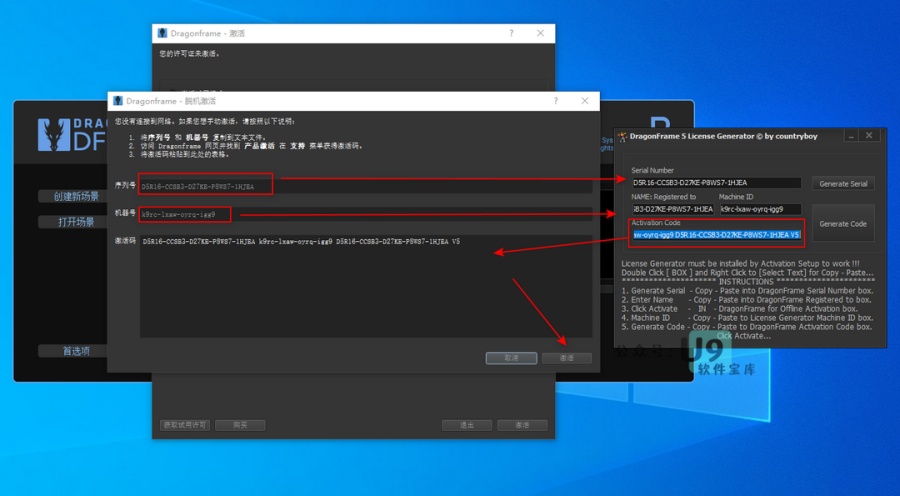 Dragonframe - 激活
您的许可证未激活。
Dragonframe - 脱机激活
您没有连接到网络。如果您想手动激活，请按照以下说明：
1. 将序列号 和 机器号 复制到文本文件。
2. 访问 Dragonframe 网页并找到 产品激活 在 支持 菜单获得激活码。
3. 将激活码粘贴到此处的表格。
序列号 D5R16-CCSB3-D27KE-P8WS7-1HJEA
机器号 k9rc-lxaw-oyrq-igg9
激活码 D5R16-CCSB3-D27KE-P8WS7-1HJEA k9rc-lxaw-oyrq-igg9 D5R16-CCSB3-D27KE-P8WS7-1HJEA V5
取消
激活
获取试用许可
购买
退出
激活
DRA
DF
创建新场景
打开场景
首选项
DragonFrame 5 License Generator © by countryboy
Serial Number
D5R16-CCSB3-D27KE-P8WS7-1HJEA
Generate Serial
NAME: Registered to
Machine ID
iB3-D27KE-P8WS7-1HJEA
k9rc-lxaw-oyrq-igg9
Activation Code
Generate Code
xw-oyrq-igg9 D5R16-CCSB3-D27KE-P8WS7-1HJEA V5
License Generator must be installed by Activation Setup to work !!!
Double Click [ BOX ] and Right Click to [Select Text] for Copy - Paste...
************************ INSTRUCTIONS ************************
1. Generate Serial - Copy - Paste into DragonFrame Serial Number box.
2. Enter Name - Copy - Paste into DragonFrame Registered to box.
3. Click Activate - IN - DragonFrame for Offline Activation box.
4. Machine ID - Copy - Paste to License Generator Machine ID box.
5. Generate Code - Copy - Paste to DragonFrame Activation Code box.
Click Activate...
公众号：
U9
软件宝库